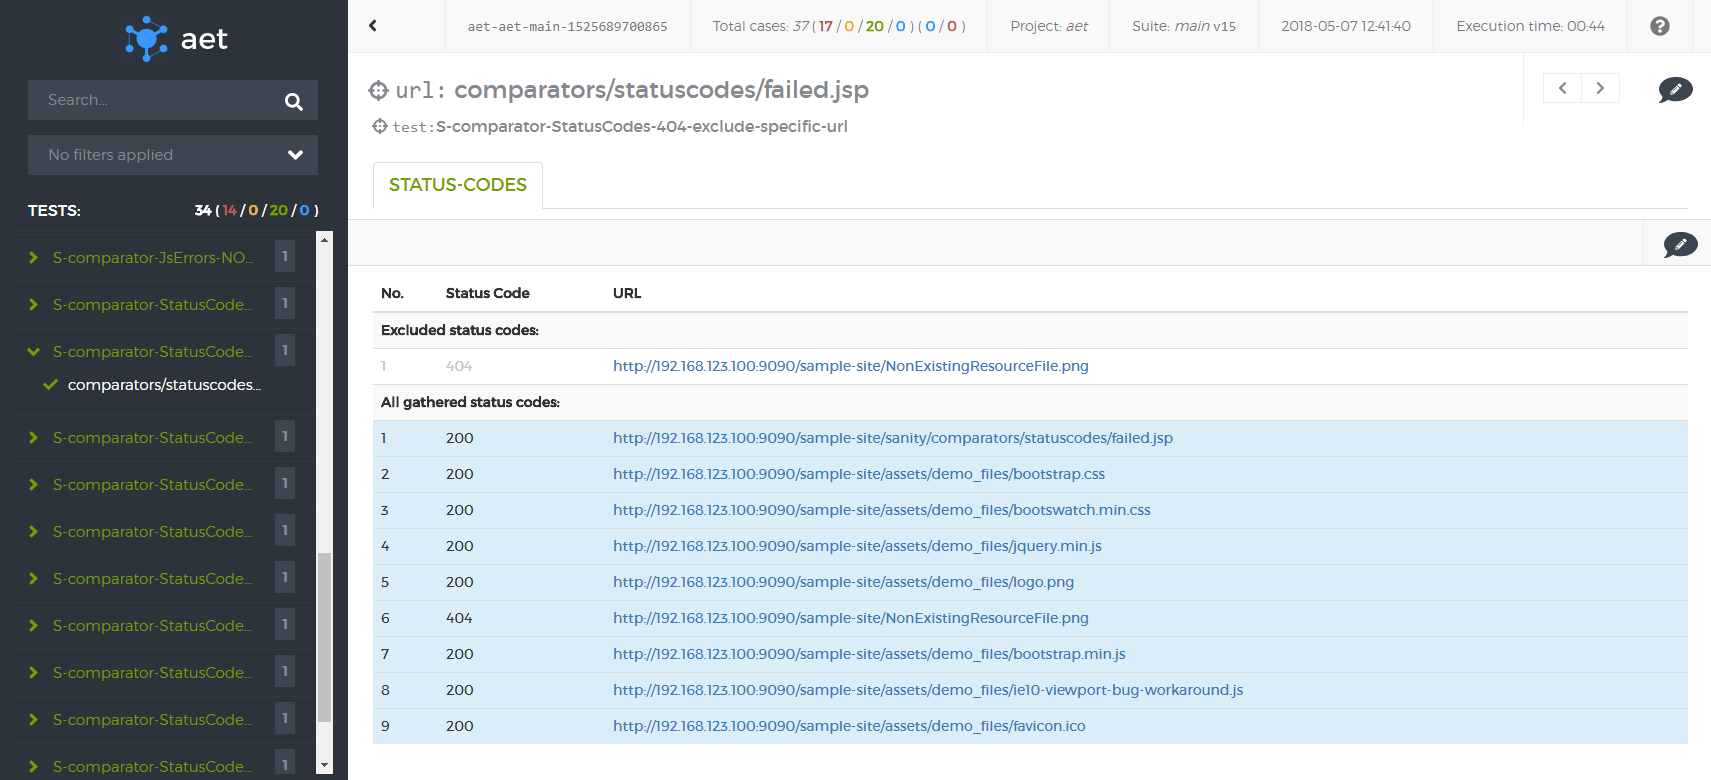 aet
Search...
No filters applied
TESTS: 34 ( 14 / 0 / 20 / 0 )
S-comparator-JsErrors-NO... 1
S-comparator-StatusCode... 1
S-comparator-StatusCode... 1
comparators/statuscodes...
S-comparator-StatusCode... 1
S-comparator-StatusCode... 1
S-comparator-StatusCode... 1
S-comparator-StatusCode... 1
S-comparator-StatusCode... 1
S-comparator-StatusCode... 1
S-comparator-StatusCode... 1
S-comparator-StatusCode... 1
aet-aet-main-1525689700865 Total cases: 37 ( 17 / 0 / 20 / 0 ) ( 0 / 0 ) Project: aet Suite: main v15 2018-05-07 12:41:40 Execution time: 00:44 ?
url: comparators/statuscodes/failed.jsp
test:S-comparator-StatusCodes-404-exclude-specific-url
STATUS-CODES
No. Status Code URL
Excluded status codes:
1 404 http://192.168.123.100:9090/sample-site/NonExistingResourceFile.png
All gathered status codes:
1 200 http://192.168.123.100:9090/sample-site/sanity/comparators/statuscodes/failed.jsp
2 200 http://192.168.123.100:9090/sample-site/assets/demo_files/bootstrap.css
3 200 http://192.168.123.100:9090/sample-site/assets/demo_files/bootswatch.min.css
4 200 http://192.168.123.100:9090/sample-site/assets/demo_files/jquery.min.js
5 200 http://192.168.123.100:9090/sample-site/assets/demo_files/logo.png
6 404 http://192.168.123.100:9090/sample-site/NonExistingResourceFile.png
7 200 http://192.168.123.100:9090/sample-site/assets/demo_files/bootstrap.min.js
8 200 http://192.168.123.100:9090/sample-site/assets/demo_files/ie10-viewport-bug-workaround.js
9 200 http://192.168.123.100:9090/sample-site/assets/demo_files/favicon.ico